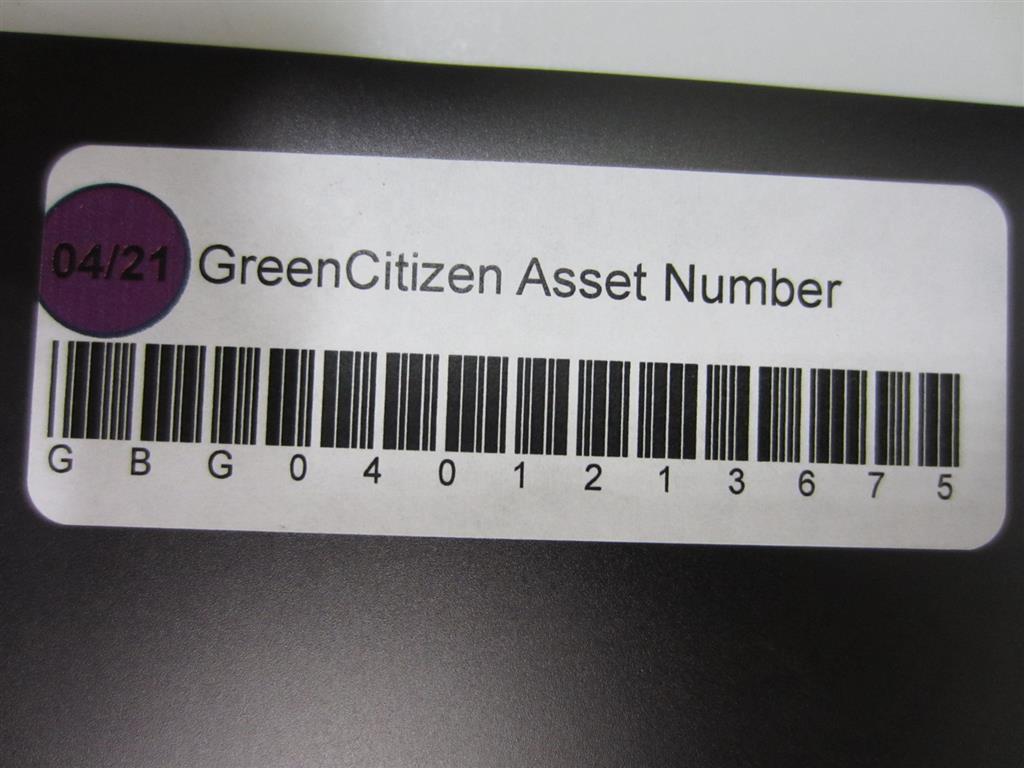 04/21 GreenCitizen Asset Number
G B G 0 4 0 1 2 1 3 6 7 5